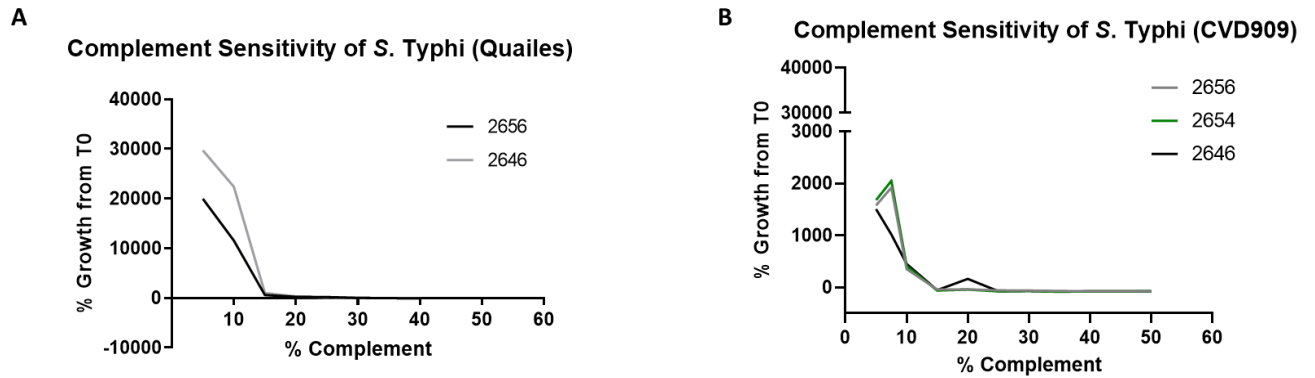 A
Complement Sensitivity of S. Typhi (Quailes)
40000
30000
20000
10000
0
-10000
% Growth from T0
2656
2646
10 20 30 40 50 60
% Complement
B
Complement Sensitivity of S. Typhi (CVD909)
40000
30000
3000
2000
1000
0
% Growth from T0
2656
2654
2646
0 10 20 30 40 50 60
% Complement